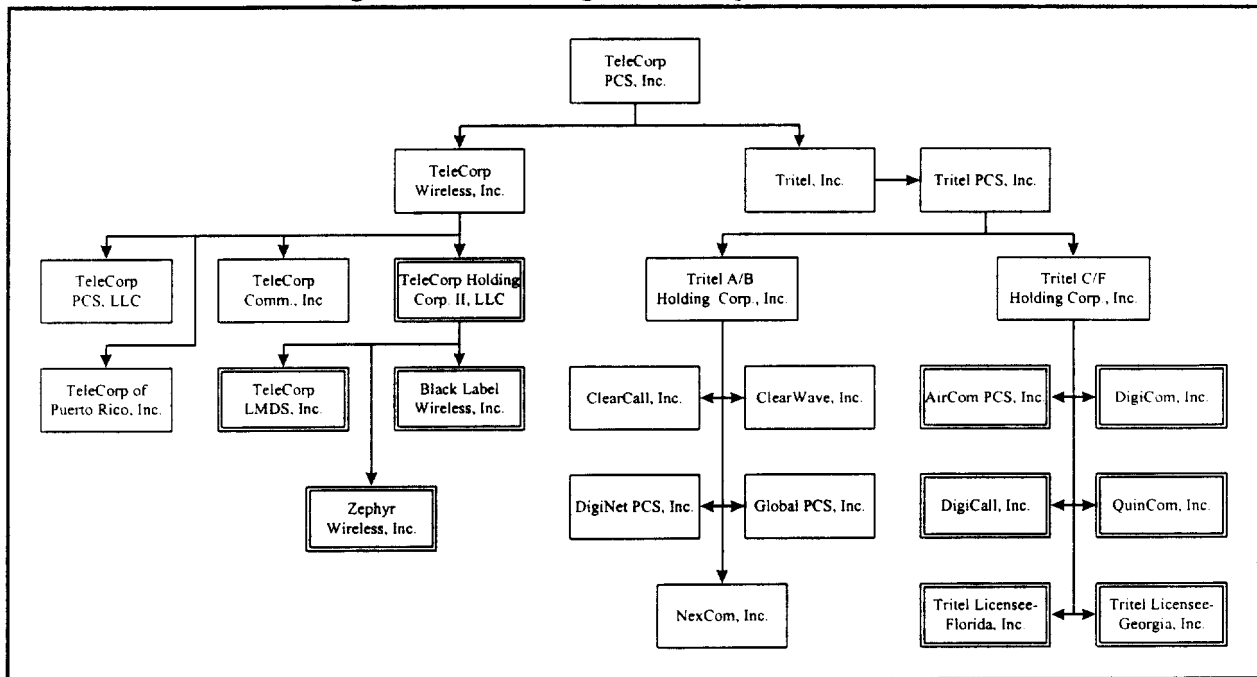 TeleCorp
PCS, Inc.
TeleCorp
Wireless, Inc.
Tritel, Inc.
Tritel PCS, Inc.
TeleCorp
PCS, LLC
TeleCorp
Comm., Inc
TeleCorp Holding
Corp. II, LLC
Tritel A/B
Holding Corp., Inc.
Tritel C/F
Holding Corp., Inc.
TeleCorp of
Puerto Rico, Inc.
TeleCorp
LMDS, Inc.
Black Label
Wireless, Inc.
ClearCall, Inc.
ClearWave, Inc.
AirCom PCS, Inc.
DigiCom, Inc.
Zephyr
Wireless, Inc.
DigiNet PCS, Inc.
Global PCS, Inc.
DigiCall, Inc.
QuinCom, Inc.
NexCom, Inc.
Tritel Licensee-
Florida, Inc.
Tritel Licensee-
Georgia, Inc.